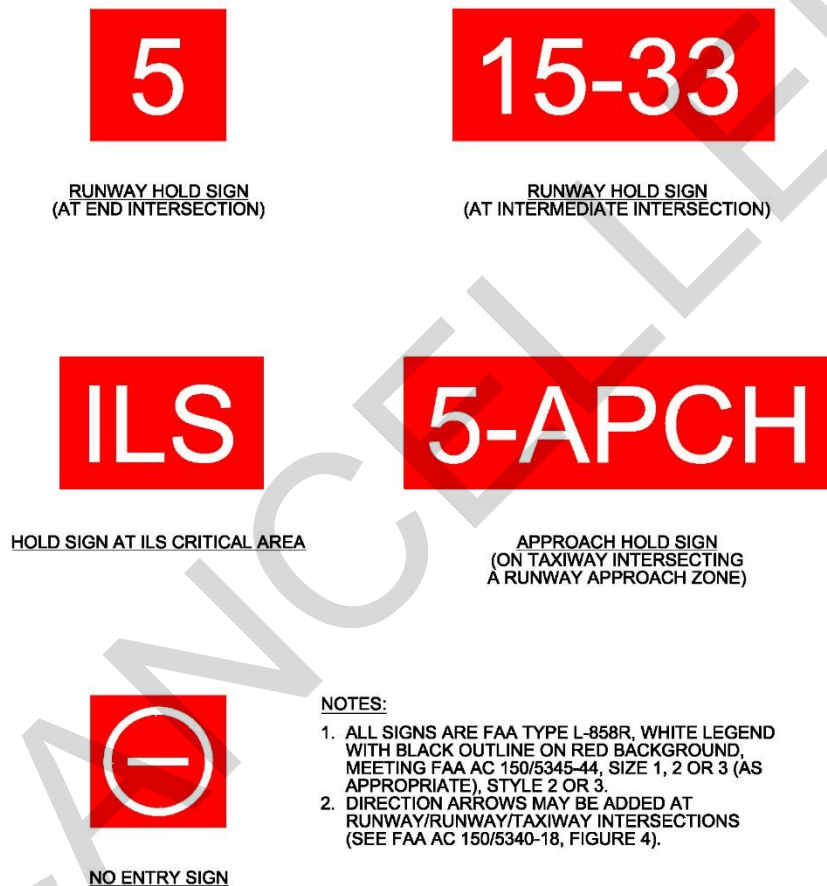 5
15-33
RUNWAY HOLD SIGN
(AT END INTERSECTION)
RUNWAY HOLD SIGN
(AT INTERMEDIATE INTERSECTION)
ILS
5-APCH
HOLD SIGN AT ILS CRITICAL AREA
APPROACH HOLD SIGN
(ON TAXIWAY INTERSECTING
A RUNWAY APPROACH ZONE)
NO ENTRY SIGN
NOTES:
1. ALL SIGNS ARE FAA TYPE L-858R, WHITE LEGEND
WITH BLACK OUTLINE ON RED BACKGROUND,
MEETING FAA AC 150/5345-44, SIZE 1, 2 OR 3 (AS
APPROPRIATE), STYLE 2 OR 3.
2. DIRECTION ARROWS MAY BE ADDED AT
RUNWAY/RUNWAY/TAXIWAY INTERSECTIONS
(SEE FAA AC 150/5340-18, FIGURE 4).
CANCELLE